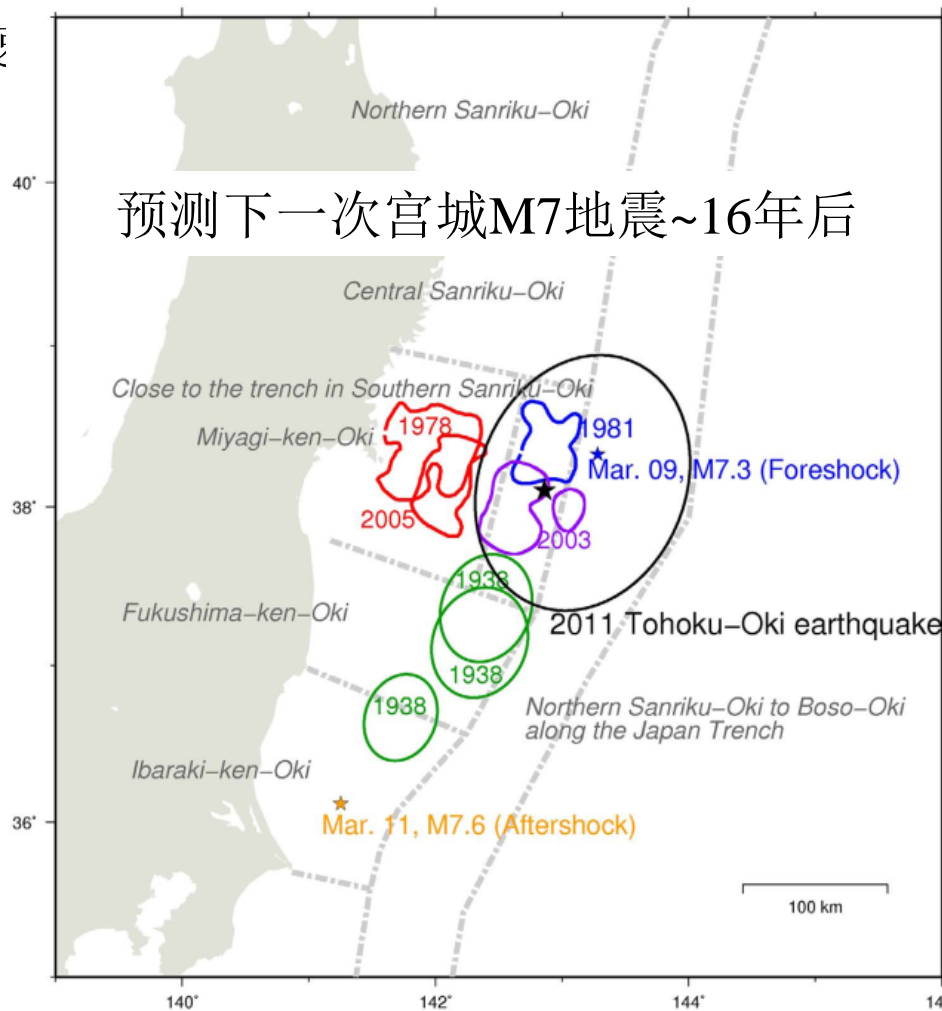 Northern Sanriku–Oki
40°
预测下一次宫城M7地震~16年后
Central Sanriku–Oki
Close to the trench in Southern Sanriku–Oki
1978
1981
Miyagi–ken–Oki
Mar. 09, M7.3 (Foreshock)
38°
2005
2003
1938
Fukushima–ken–Oki
2011 Tohoku–Oki earthquake
1938
1938
Northern Sanriku–Oki to Boso–Oki
along the Japan Trench
Ibaraki–ken–Oki
36°
Mar. 11, M7.6 (Aftershock)
100 km
140°
142°
144°